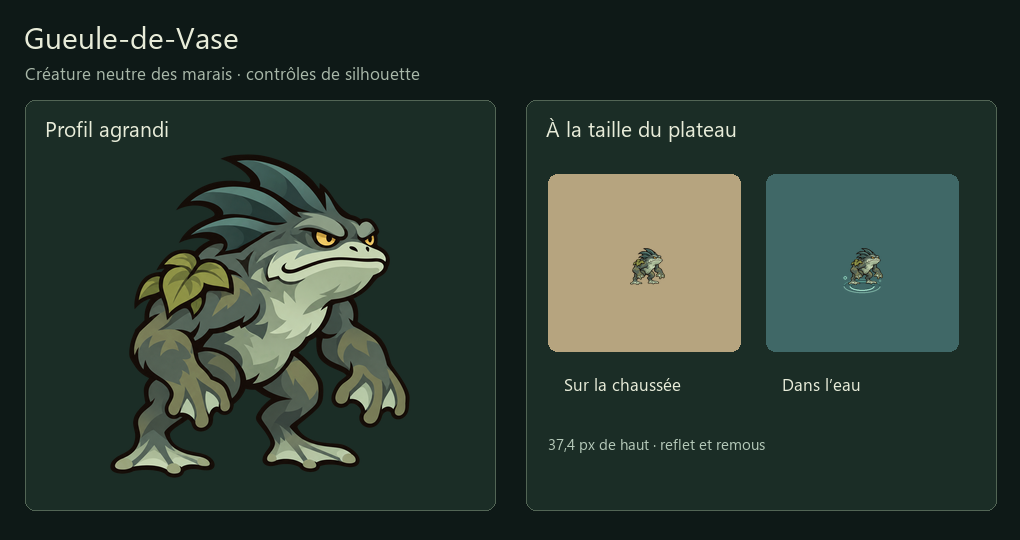 Gueule-de-Vase
Créature neutre des marais · contrôles de silhouette
Profil agrandi
À la taille du plateau
Sur la chaussée
Dans l’eau
37,4 px de haut · reflet et remous